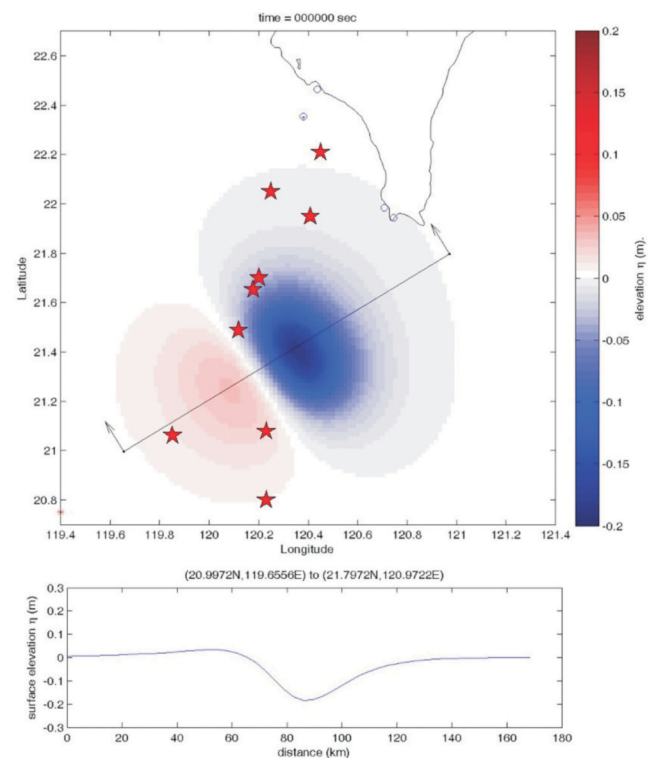 time = 000000 sec
22.6
22.4
22.2
22
21.8
21.6
21.4
21.2
21
20.8
Latitude
119.4 119.6 119.8 120 120.2 120.4 120.6 120.8 121 121.2 121.4
Longitude
0.2
0.15
0.1
0.05
0
-0.05
-0.1
-0.15
-0.2
elevation η (m).
(20.9972N,119.6556E) to (21.7972N,120.9722E)
0.3
0.2
0.1
0
-0.1
-0.2
-0.3
surface elevation η (m)
0 20 40 60 80 100 120 140 160 180
distance (km)